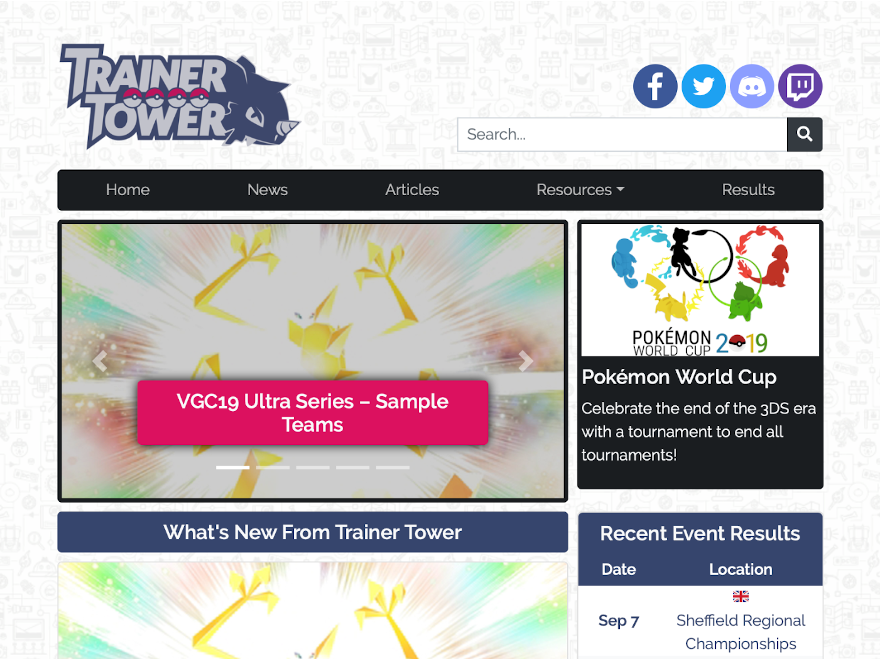 TRAINER
TOWER
Search...
Home News Articles Resources Results
VGC19 Ultra Series – Sample
Teams
POKÉMON
WORLD CUP 2019
Pokémon World Cup
Celebrate the end of the 3DS era
with a tournament to end all
tournaments!
What's New From Trainer Tower
Recent Event Results
Date Location
Sep 7
Sheffield Regional
Championships